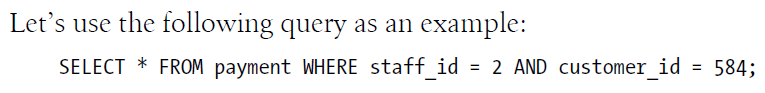 Let’s use the following query as an example:
SELECT * FROM payment WHERE staff_id = 2 AND customer_id = 584;